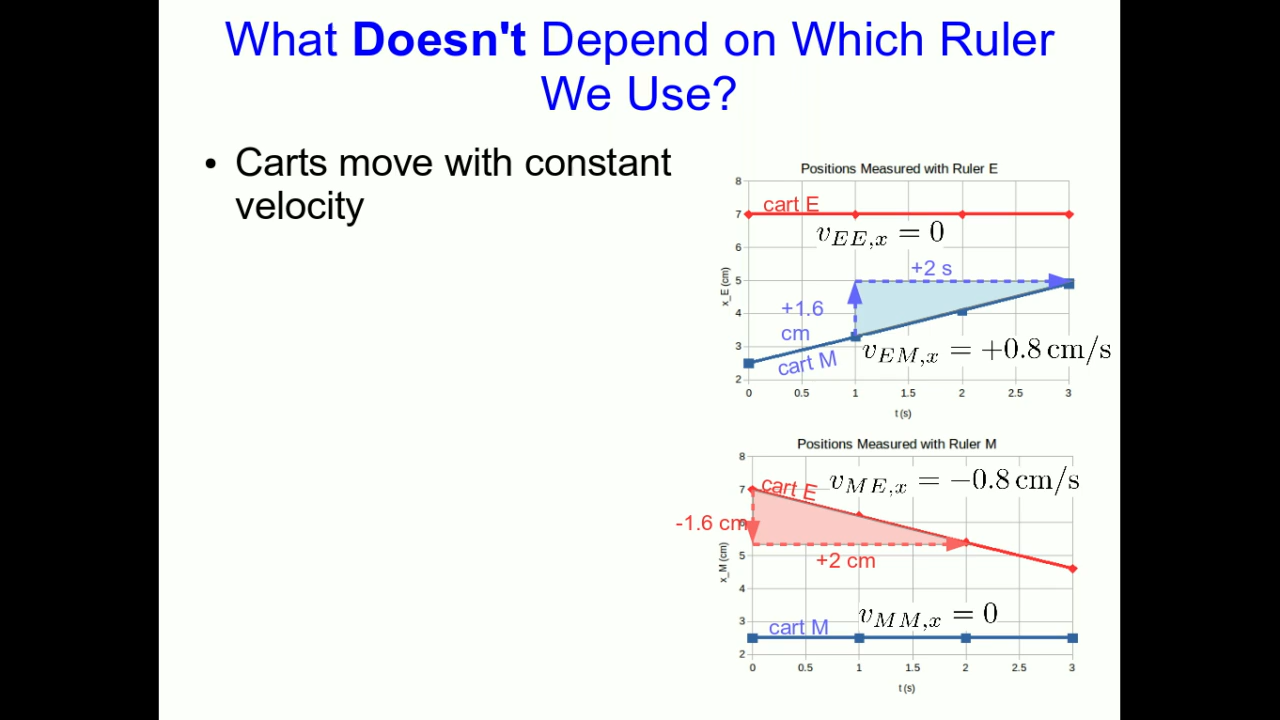 What Doesn't Depend on Which Ruler
We Use?
• Carts move with constant
velocity
Positions Measured with Ruler E
8
7
6
5
4
3
2
x_E (cm)
cart E
v_{EE,x} = 0
+2 s
+1.6
cm
cart M
v_{EM,x} = +0.8 cm/s
0 0.5 1 1.5 2 2.5 3
t (s)
Positions Measured with Ruler M
8
7
6
5
4
3
2
x_M (cm)
cart E
v_{ME,x} = −0.8 cm/s
-1.6 cm
+2 cm
v_{MM,x} = 0
cart M
0 0.5 1 1.5 2 2.5 3
t (s)